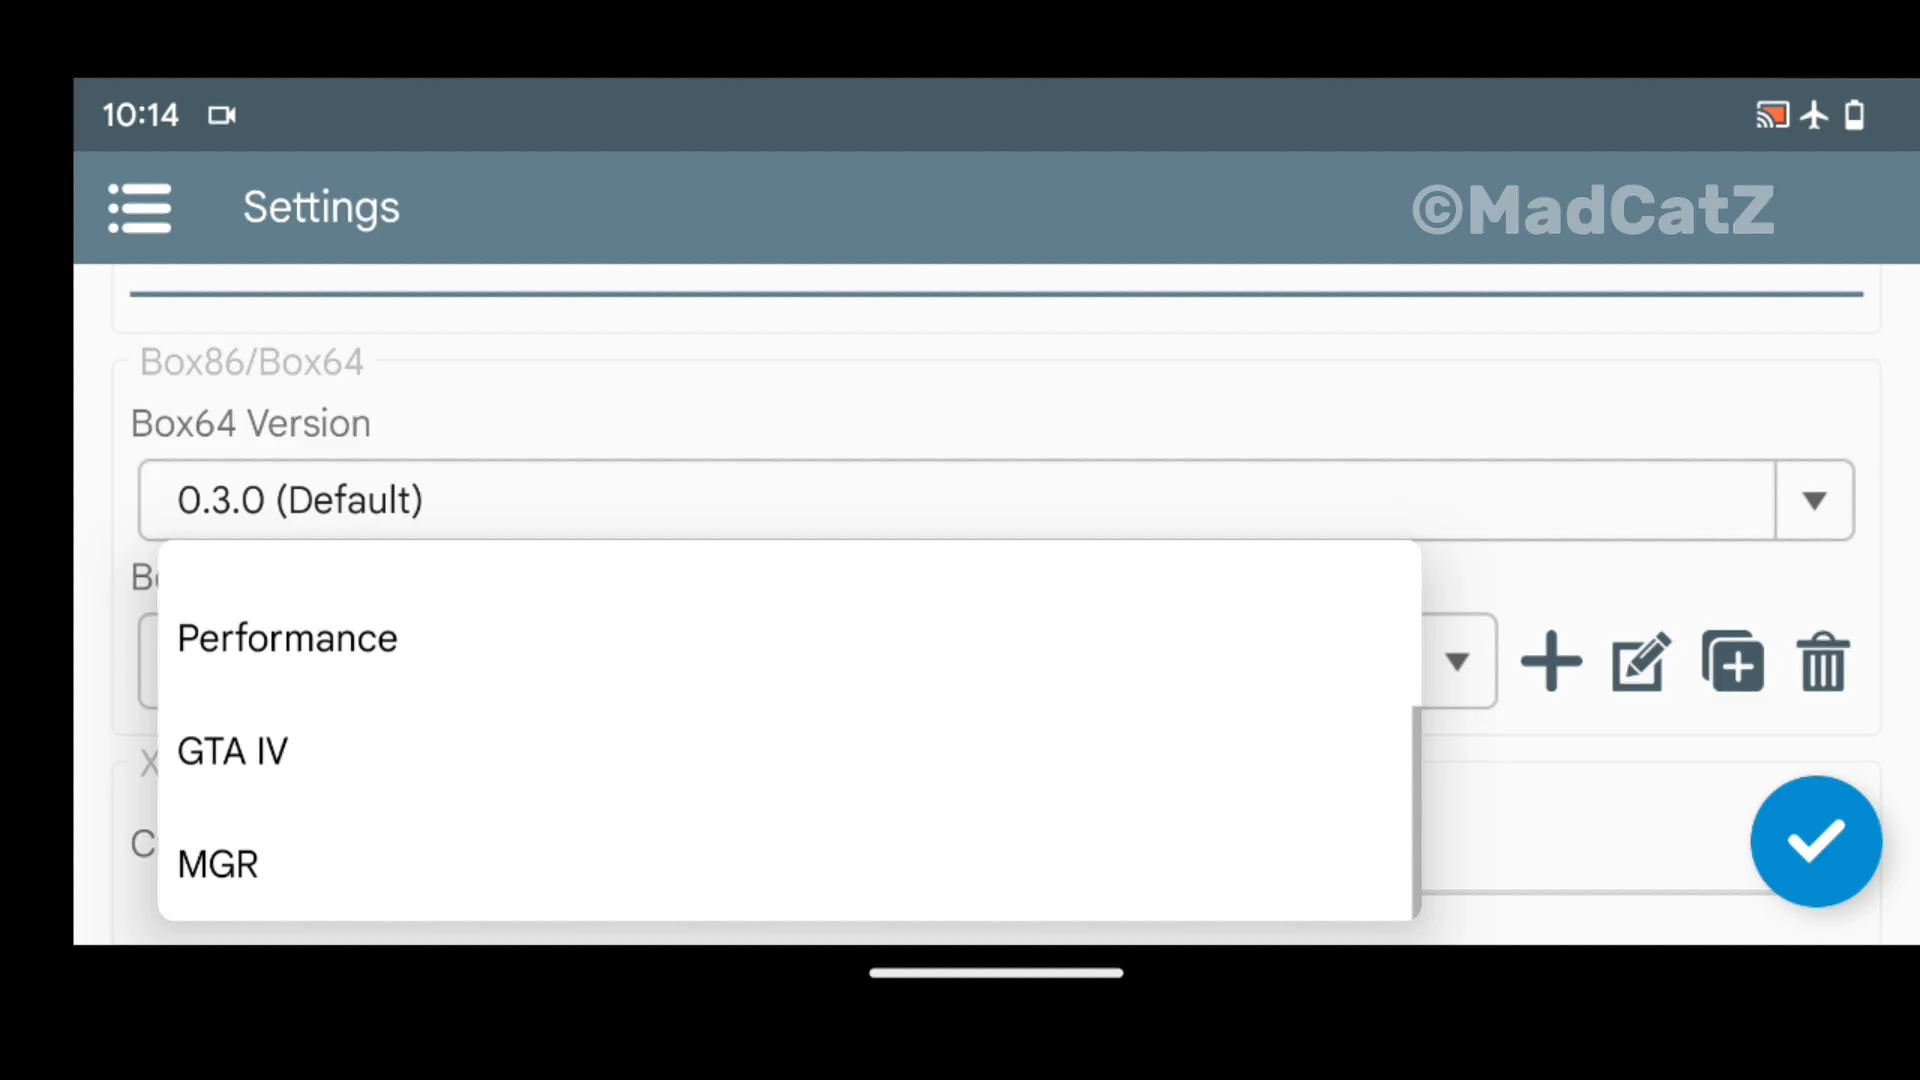 10:14
Settings
©MadCatZ
Box86/Box64
Box64 Version
0.3.0 (Default)
Performance
GTA IV
MGR